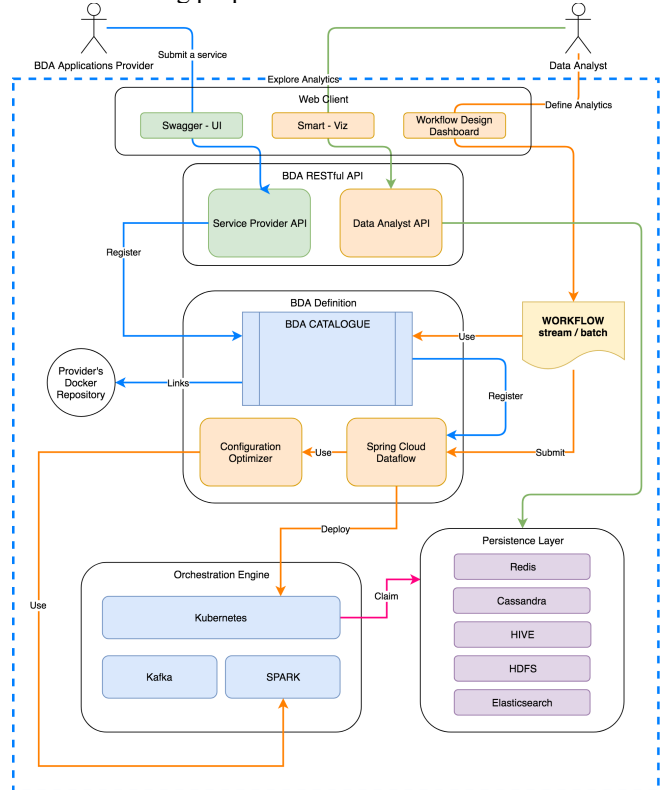 BDA Applications Provider
Data Analyst
Submit a service
Explore Analytics
Web Client
Define Analytics
Swagger - UI
Smart - Viz
Workflow Design
Dashboard
BDA RESTful API
Service Provider API
Data Analyst API
Register
BDA Definition
BDA CATALOGUE
WORKFLOW
stream / batch
Use
Provider's
Docker
Repository
Links
Register
Configuration
Optimizer
Use
Spring Cloud
Dataflow
Submit
Deploy
Persistence Layer
Orchestration Engine
Redis
Claim
Cassandra
Use
Kubernetes
HIVE
Kafka
SPARK
HDFS
Elasticsearch